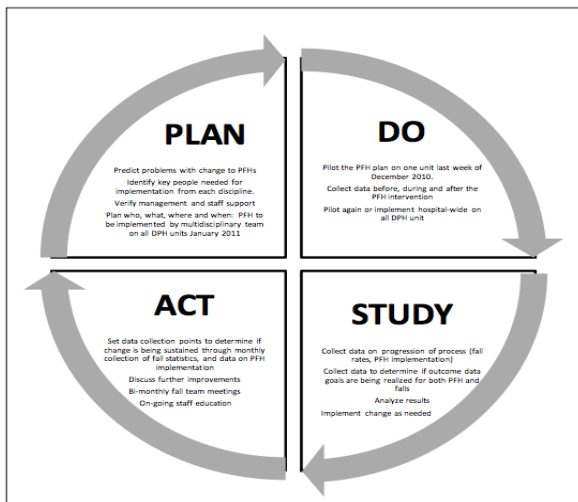 PLAN
Predict problems with change to PFHs
Identify key people needed for
implementation from each discipline.
Verify management and staff support
Plan who, what, where and when: PFH to
be implemented by multidisciplinary team
on all DPH units January 2011
DO
Pilot the PFH plan on one unit last week of
December 2010.
Collect data before, during and after the
PFH intervention
Pilot again or implement hospital-wide on
all DPH unit
ACT
Set data collection points to determine if
change is being sustained through monthly
collection of fall statistics, and data on PFH
implementation
Discuss further improvements
Bi-monthly fall team meetings
On-going staff education
STUDY
Collect data on progression of process (fall
rates, PFH implementation)
Collect data to determine if outcome data
goals are being realized for both PFH and
falls
Analyze results
Implement change as needed